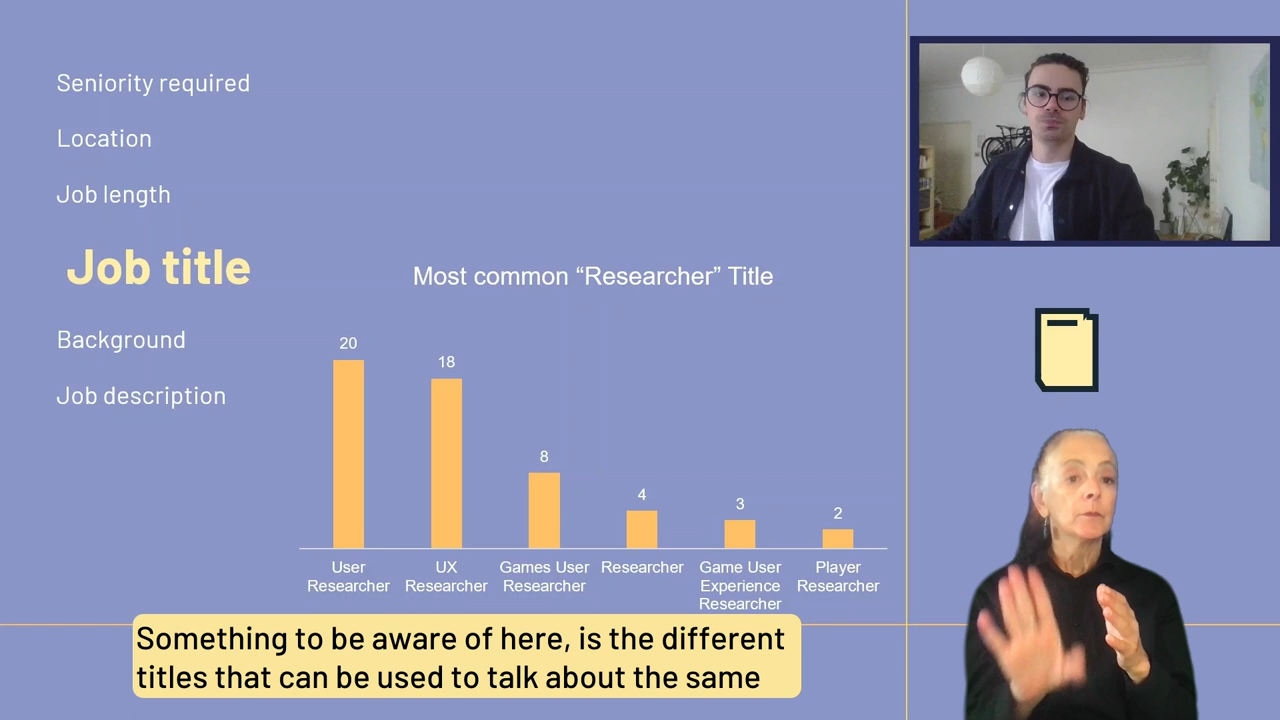 Seniority required
Location
Job length
Job title
Background
Job description
Most common “Researcher” Title
20
18
8
4
3
2
User
Researcher
UX
Researcher
Games User
Researcher
Researcher
Game User
Experience
Researcher
Player
Researcher
Something to be aware of here, is the different
titles that can be used to talk about the same